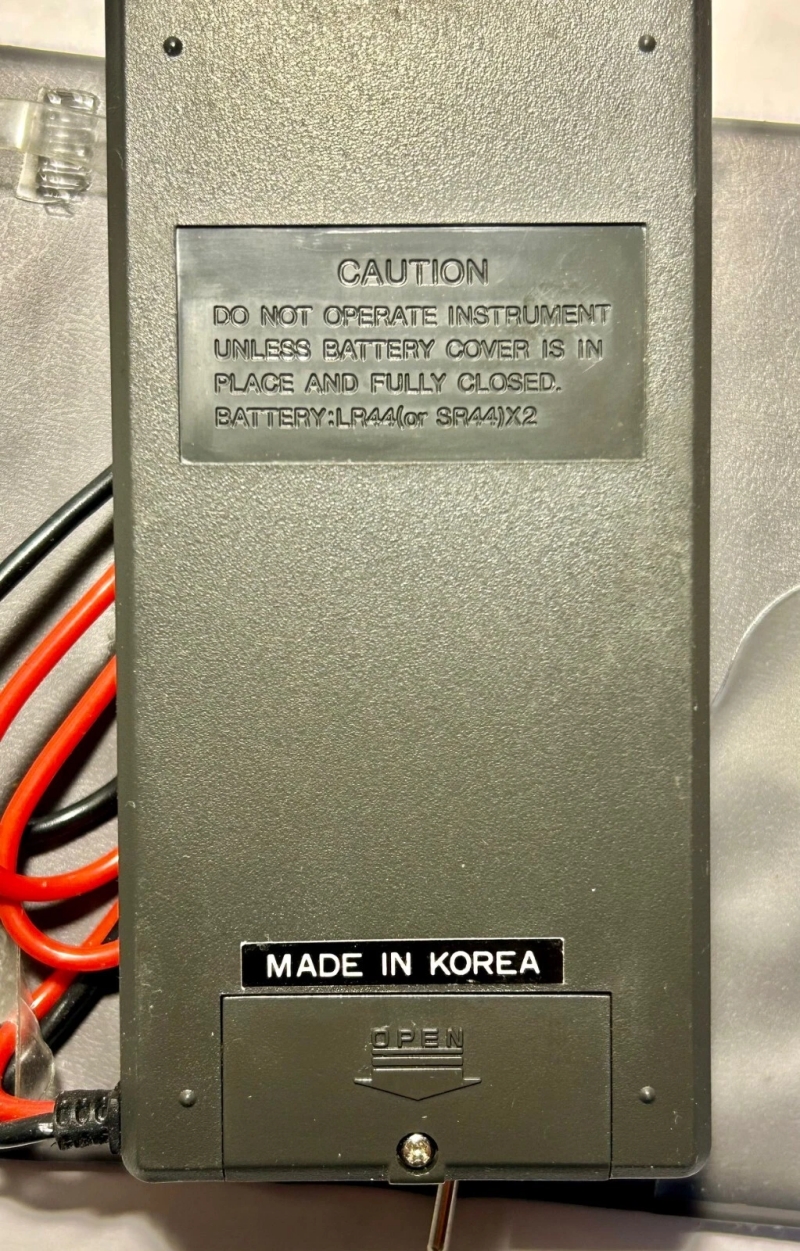 CAUTION
DO NOT OPERATE INSTRUMENT
UNLESS BATTERY COVER IS IN
PLACE AND FULLY CLOSED.
BATTERY:LR44(or SR44)X2
MADE IN KOREA
OPEN